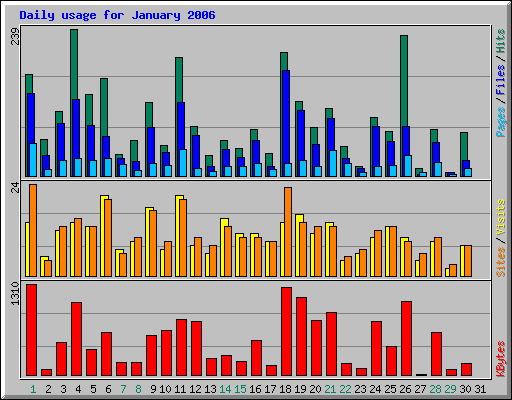 Daily usage for January 2006
239
Pages / Files / Hits
24
Sites / Visits
1310
KBytes
1 2 3 4 5 6 7 8 9 10 11 12 13 14 15 16 17 18 19 20 21 22 23 24 25 26 27 28 29 30 31